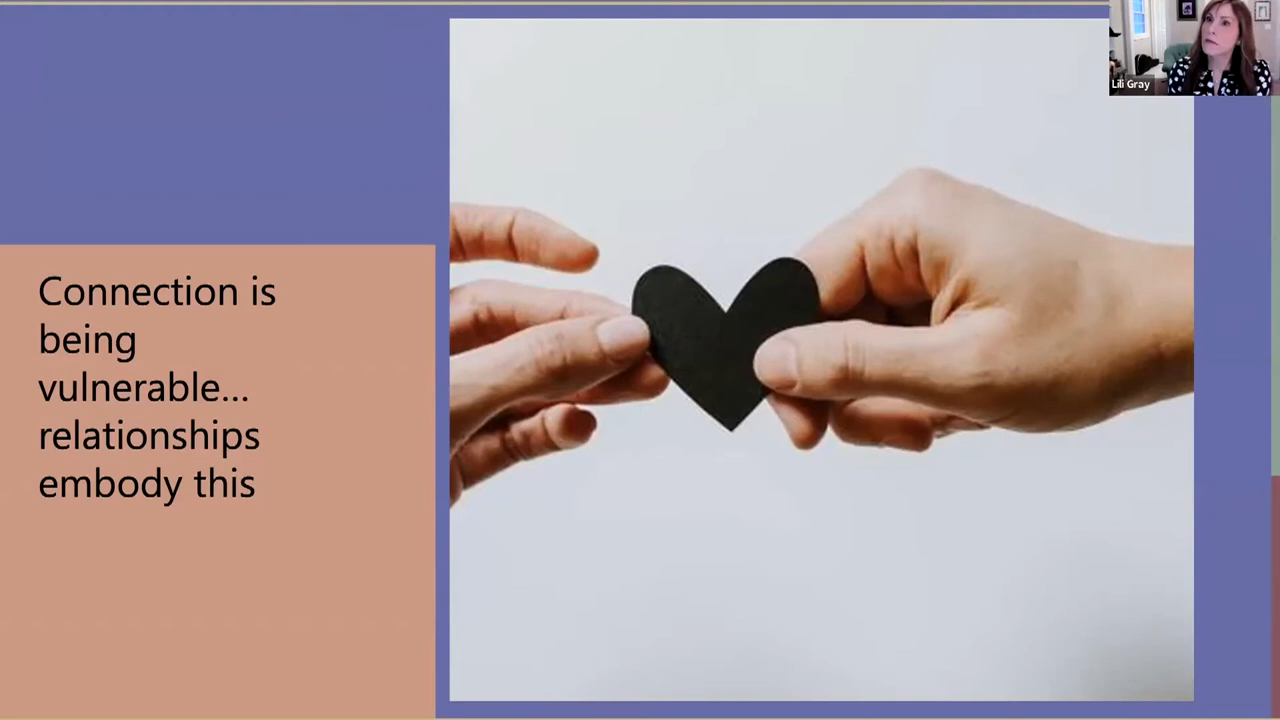 Lili Gray
Connection is
being
vulnerable...
relationships
embody this